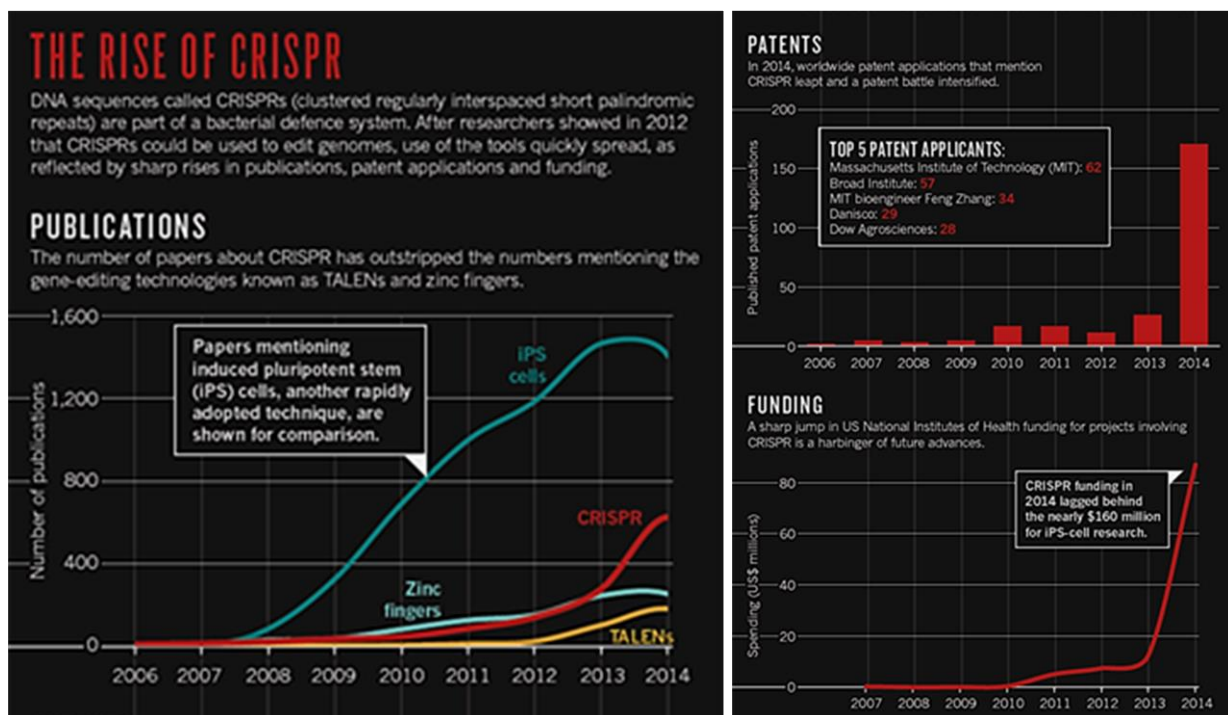 THE RISE OF CRISPR
DNA sequences called CRISPRs (clustered regularly interspaced short palindromic
repeats) are part of a bacterial defence system. After researchers showed in 2012
that CRISPRs could be used to edit genomes, use of the tools quickly spread, as
reflected by sharp rises in publications, patent applications and funding.
PUBLICATIONS
The number of papers about CRISPR has outstripped the numbers mentioning the
gene-editing technologies known as TALENs and zinc fingers.
1,600
1,200
800
400
0
Number of publications
Papers mentioning
induced pluripotent stem
(iPS) cells, another rapidly
adopted technique, are
shown for comparison.
iPS
cells
CRISPR
Zinc
fingers
TALENs
2006 2007 2008 2009 2010 2011 2012 2013 2014
PATENTS
In 2014, worldwide patent applications that mention
CRISPR leapt and a patent battle intensified.
200
150
100
50
0
Published patent applications
TOP 5 PATENT APPLICANTS:
Massachusetts Institute of Technology (MIT): 62
Broad Institute: 57
MIT bioengineer Feng Zhang: 34
Danisco: 29
Dow Agrosciences: 28
2006 2007 2008 2009 2010 2011 2012 2013 2014
FUNDING
A sharp jump in US National Institutes of Health funding for projects involving
CRISPR is a harbinger of future advances.
80
60
40
20
0
Spending (US$ millions)
CRISPR funding in
2014 lagged behind
the nearly $160 million
for iPS-cell research.
2007 2008 2009 2010 2011 2012 2013 2014